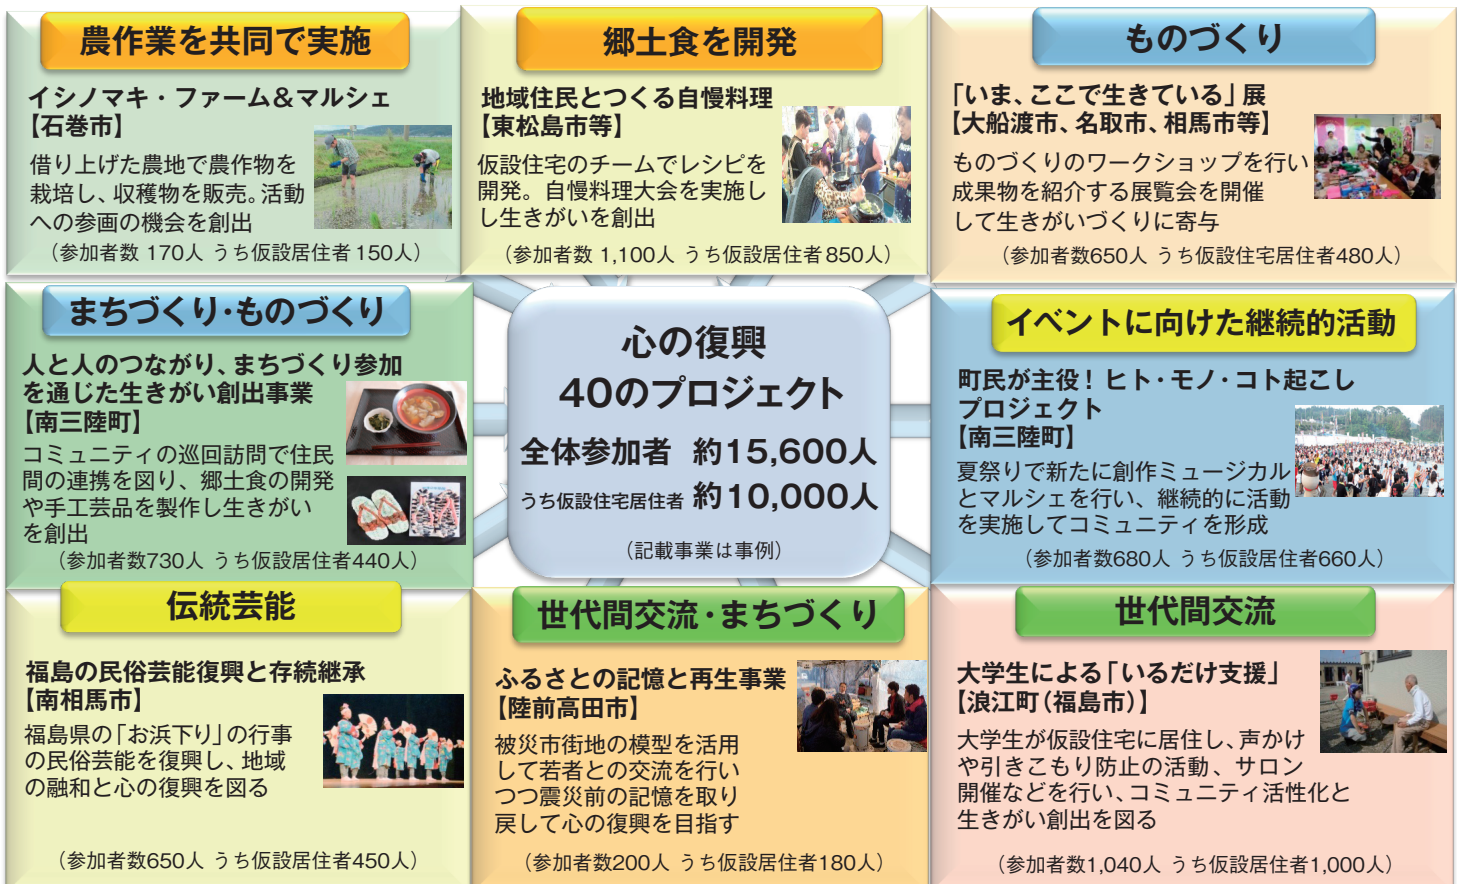 農作業を共同で実施
イシノマキ・ファーム&マルシェ
【石巻市】
借り上げた農地で農作物を
栽培し、収穫物を販売。活動
への参画の機会を創出
（参加者数 170人 うち仮設居住者150人）
郷土食を開発
地域住民とつくる自慢料理
【東松島市等】
仮設住宅のチームでレシピを
開発。自慢料理大会を実施し
し生きがいを創出
（参加者数 1,100人 うち仮設居住者850人）
ものづくり
「いま、ここで生きている」展
【大船渡市、名取市、相馬市等】
ものづくりのワークショップを行い
成果物を紹介する展覧会を開催
して生きがいづくりに寄与
（参加者数650人 うち仮設住宅居住者480人）
まちづくり・ものづくり
人と人のつながり、まちづくり参加
を通じた生きがい創出事業
【南三陸町】
コミュニティの巡回訪問で住民
間の連携を図り、郷土食の開発
や手工芸品を製作し生きがい
を創出
（参加者数730人 うち仮設居住者440人）
心の復興
40のプロジェクト
全体参加者 約15,600人
うち仮設住宅居住者 約10,000人
（記載事業は事例）
イベントに向けた継続的活動
町民が主役！ヒト・モノ・コト起こし
プロジェクト
【南三陸町】
夏祭りで新たに創作ミュージカル
とマルシェを行い、継続的に活動
を実施してコミュニティを形成
（参加者数680人 うち仮設居住者660人）
伝統芸能
福島の民俗芸能復興と存続継承
【南相馬市】
福島県の「お浜下り」の行事
の民俗芸能を復興し、地域
の融和と心の復興を図る
（参加者数650人 うち仮設居住者450人）
世代間交流・まちづくり
ふるさとの記憶と再生事業
【陸前高田市】
被災市街地の模型を活用
して若者との交流を行い
つつ震災前の記憶を取り
戻して心の復興を目指す
（参加者数200人 うち仮設居住者180人）
世代間交流
大学生による「いるだけ支援」
【浪江町（福島市）】
大学生が仮設住宅に居住し、声かけ
や引きこもり防止の活動、サロン
開催などを行い、コミュニティ活性化と
生きがい創出を図る
（参加者数1,040人 うち仮設居住者1,000人）